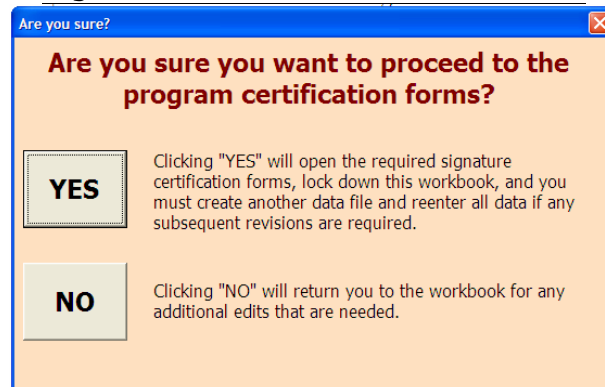 Are you sure?
Are you sure you want to proceed to the
program certification forms?
YES
Clicking "YES" will open the required signature
certification forms, lock down this workbook, and you
must create another data file and reenter all data if any
subsequent revisions are required.
NO
Clicking "NO" will return you to the workbook for any
additional edits that are needed.